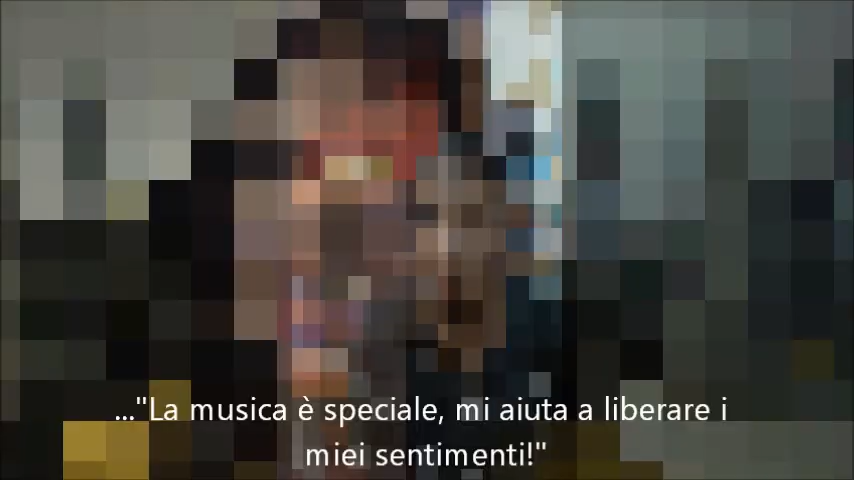 ..."La musica è speciale, mi aiuta a liberare i
miei sentimenti!"